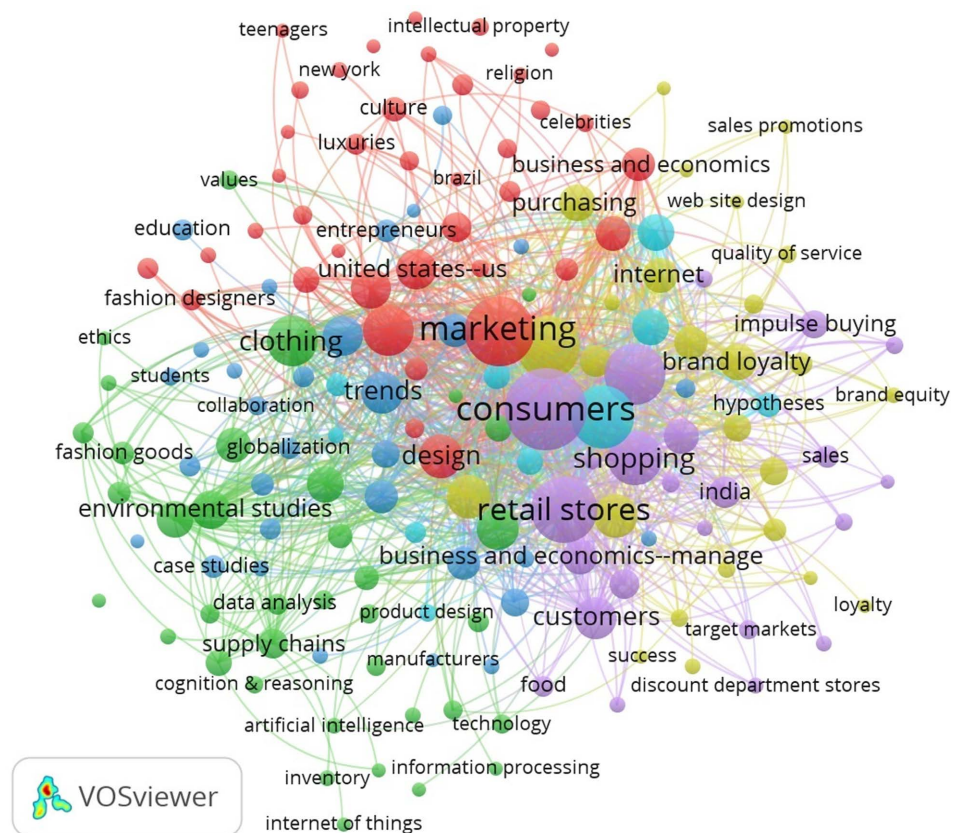 teenagers
intellectual property
new york
religion
culture
celebrities
sales promotions
luxuries
business and economics
brazil
values
purchasing
web site design
education
entrepreneurs
quality of service
united states--us
internet
fashion designers
impulse buying
ethics
clothing
marketing
brand loyalty
students
trends
brand equity
collaboration
consumers
hypotheses
fashion goods
globalization
design
shopping
sales
india
environmental studies
retail stores
case studies
business and economics--manage
data analysis
product design
customers
loyalty
supply chains
target markets
manufacturers
success
cognition & reasoning
food
discount department stores
artificial intelligence
technology
inventory
information processing
VOSviewer
internet of things